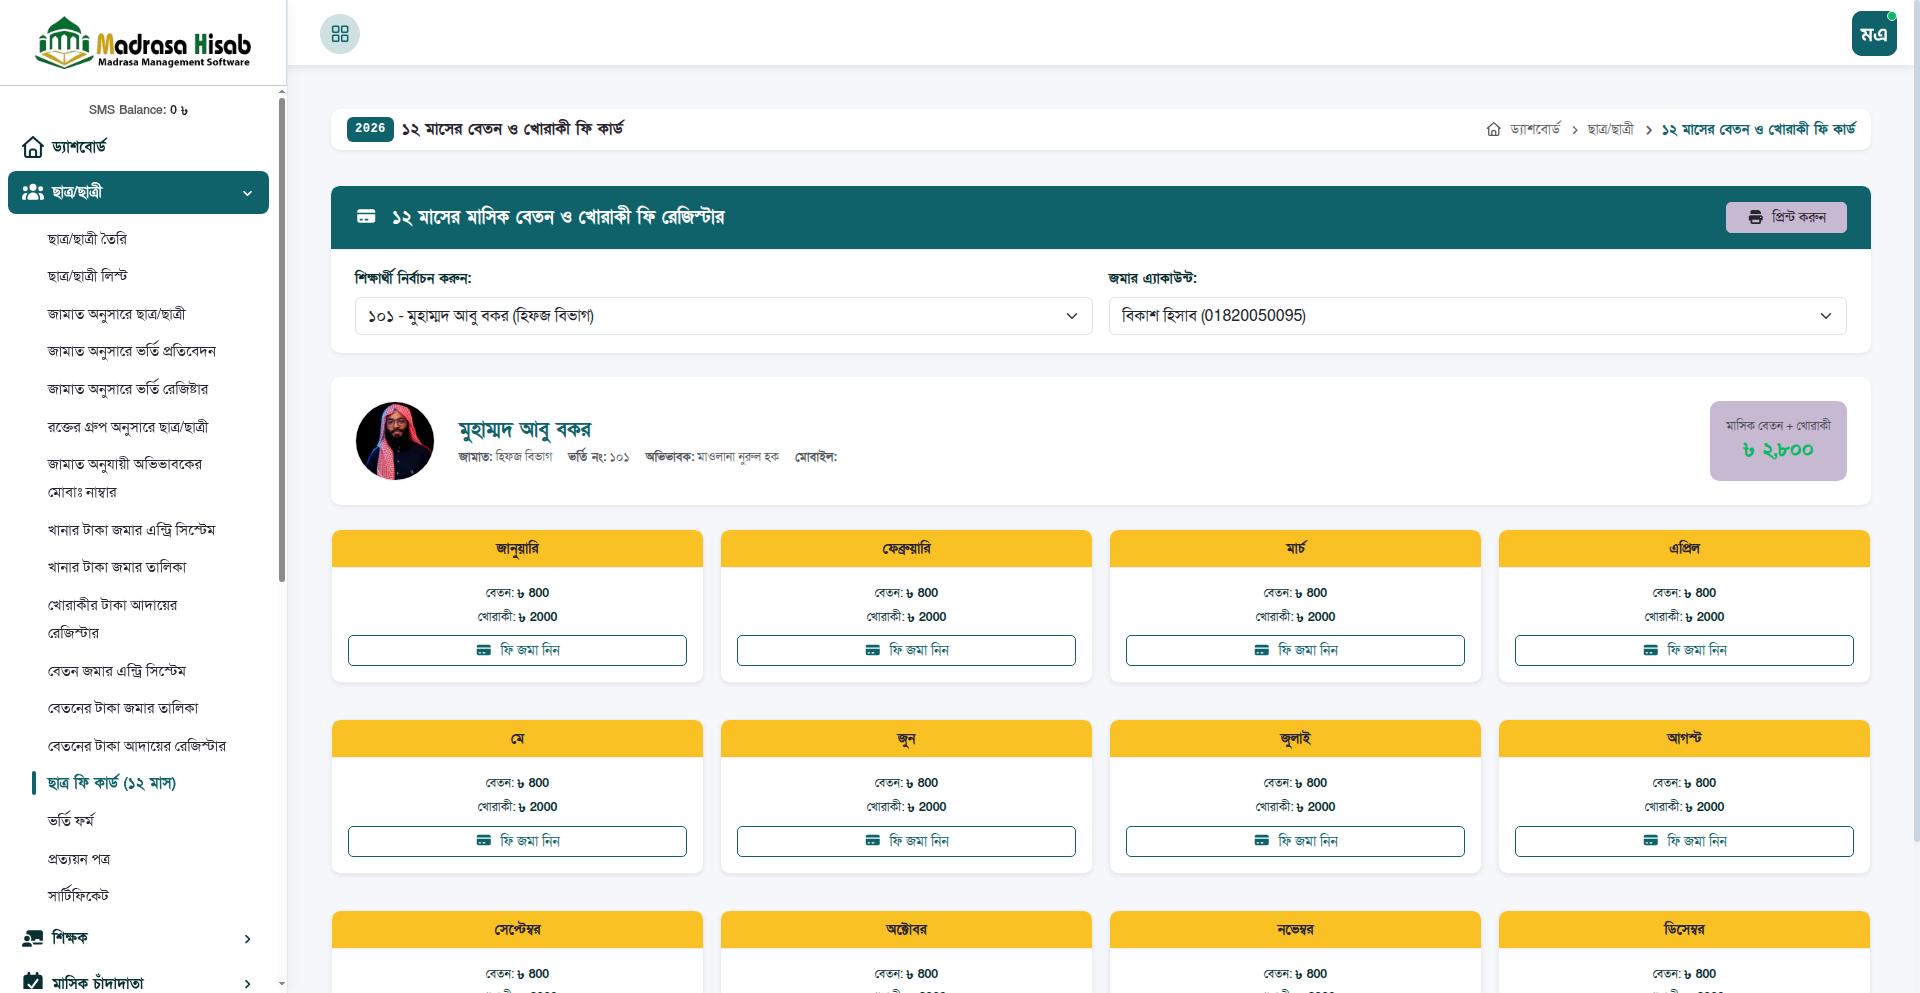 Madrasa Hisab
Madrasa Management Software
SMS Balance: 0 ৳
ড্যাশবোর্ড
ছাত্র/ছাত্রী
ছাত্র/ছাত্রী তৈরি
ছাত্র/ছাত্রী লিস্ট
জামাত অনুসারে ছাত্র/ছাত্রী
জামাত অনুসারে ভর্তি প্রতিবেদন
জামাত অনুসারে ভর্তি রেজিষ্টার
রক্তের গ্রুপ অনুসারে ছাত্র/ছাত্রী
জামাত অনুযায়ী অভিভাবকের
মোবাঃ নাম্বার
খানার টাকা জমার এন্ট্রি সিস্টেম
খানার টাকা জমার তালিকা
খোরাকীর টাকা আদায়ের
রেজিস্টার
বেতন জমার এন্ট্রি সিস্টেম
বেতনের টাকা জমার তালিকা
বেতনের টাকা আদায়ের রেজিস্টার
ছাত্র ফি কার্ড (১২ মাস)
ভর্তি ফর্ম
প্রত্যয়ন পত্র
সার্টিফিকেট
শিক্ষক
মাসিক চাঁদাদাতা
মএ
2026 ১২ মাসের বেতন ও খোরাকী ফি কার্ড
ড্যাশবোর্ড > ছাত্র/ছাত্রী > ১২ মাসের বেতন ও খোরাকী ফি কার্ড
১২ মাসের মাসিক বেতন ও খোরাকী ফি রেজিস্টার
প্রিন্ট করুন
শিক্ষার্থী নির্বাচন করুন:
১০১ - মুহাম্মদ আবু বকর (হিফজ বিভাগ)
জমার এ্যাকাউন্ট:
বিকাশ হিসাব (01820050095)
মুহাম্মদ আবু বকর
জামাত: হিফজ বিভাগ ভর্তি নং: ১০১ অভিভাবক: মাওলানা নুরুল হক মোবাইল:
মাসিক বেতন + খোরাকী
৳ ২,৮০০
জানুয়ারি
বেতন: ৳ 800
খোরাকী: ৳ 2000
ফি জমা নিন
ফেব্রুয়ারি
বেতন: ৳ 800
খোরাকী: ৳ 2000
ফি জমা নিন
মার্চ
বেতন: ৳ 800
খোরাকী: ৳ 2000
ফি জমা নিন
এপ্রিল
বেতন: ৳ 800
খোরাকী: ৳ 2000
ফি জমা নিন
মে
বেতন: ৳ 800
খোরাকী: ৳ 2000
ফি জমা নিন
জুন
বেতন: ৳ 800
খোরাকী: ৳ 2000
ফি জমা নিন
জুলাই
বেতন: ৳ 800
খোরাকী: ৳ 2000
ফি জমা নিন
আগস্ট
বেতন: ৳ 800
খোরাকী: ৳ 2000
ফি জমা নিন
সেপ্টেম্বর
বেতন: ৳ 800
অক্টোবর
বেতন: ৳ 800
নভেম্বর
বেতন: ৳ 800
ডিসেম্বর
বেতন: ৳ 800